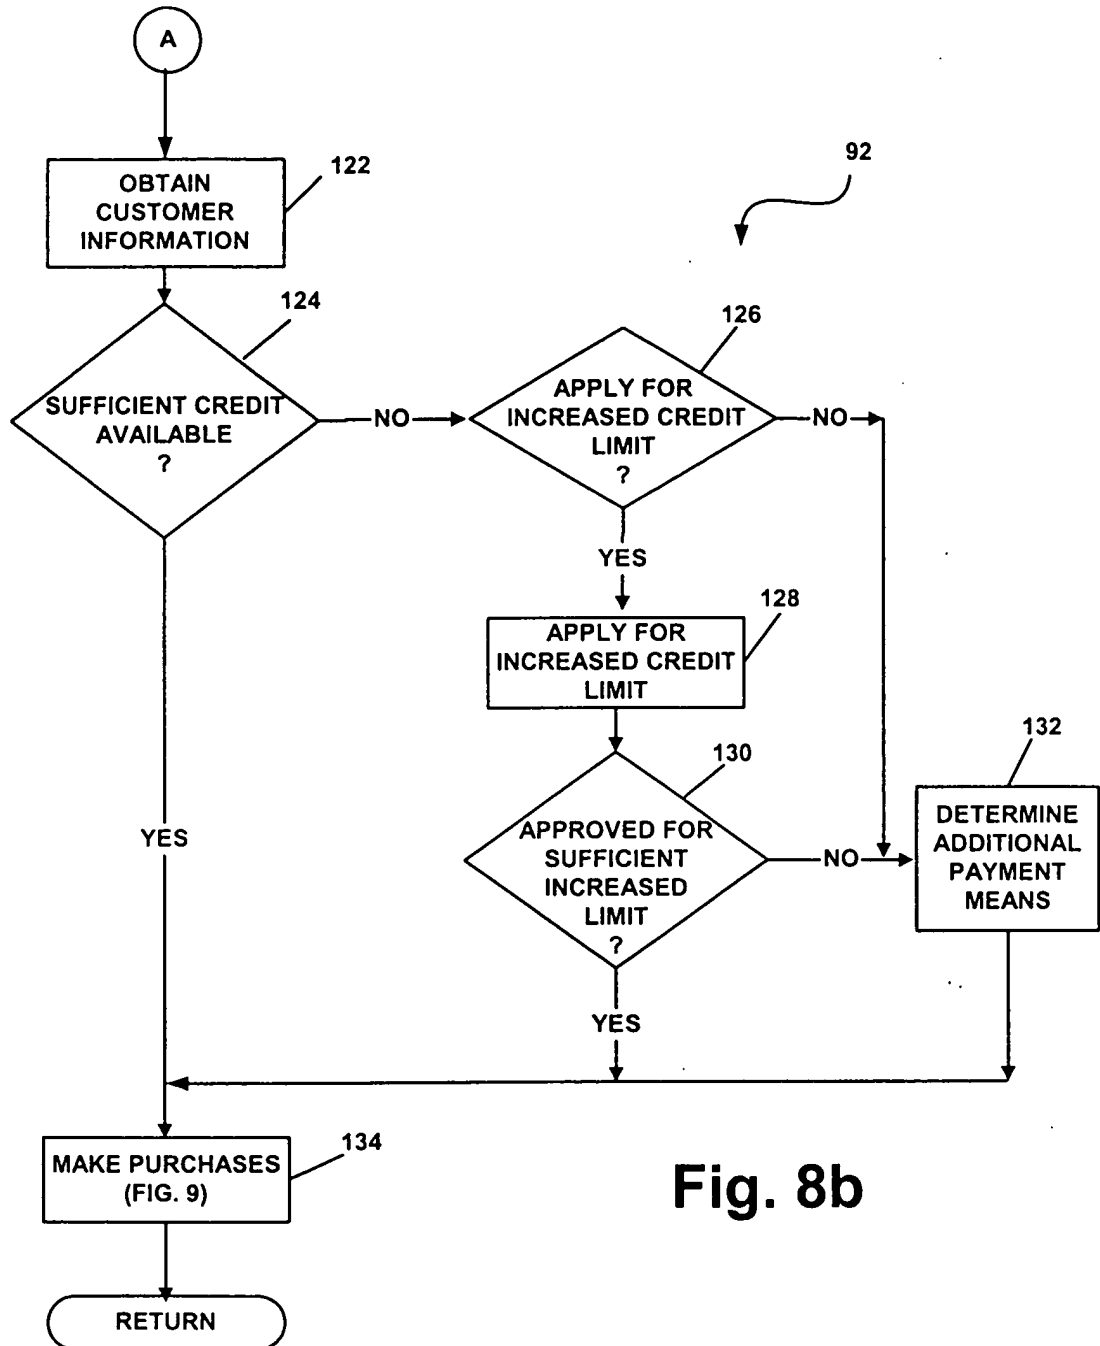 A
OBTAIN
CUSTOMER
INFORMATION
122
92
124
SUFFICIENT CREDIT
AVAILABLE
?
NO
126
APPLY FOR
INCREASED CREDIT
LIMIT
?
NO
YES
APPLY FOR
INCREASED CREDIT
LIMIT
128
130
APPROVED FOR
SUFFICIENT
INCREASED
LIMIT
?
NO
132
DETERMINE
ADDITIONAL
PAYMENT
MEANS
YES
YES
MAKE PURCHASES
(FIG. 9)
134
RETURN
Fig. 8b